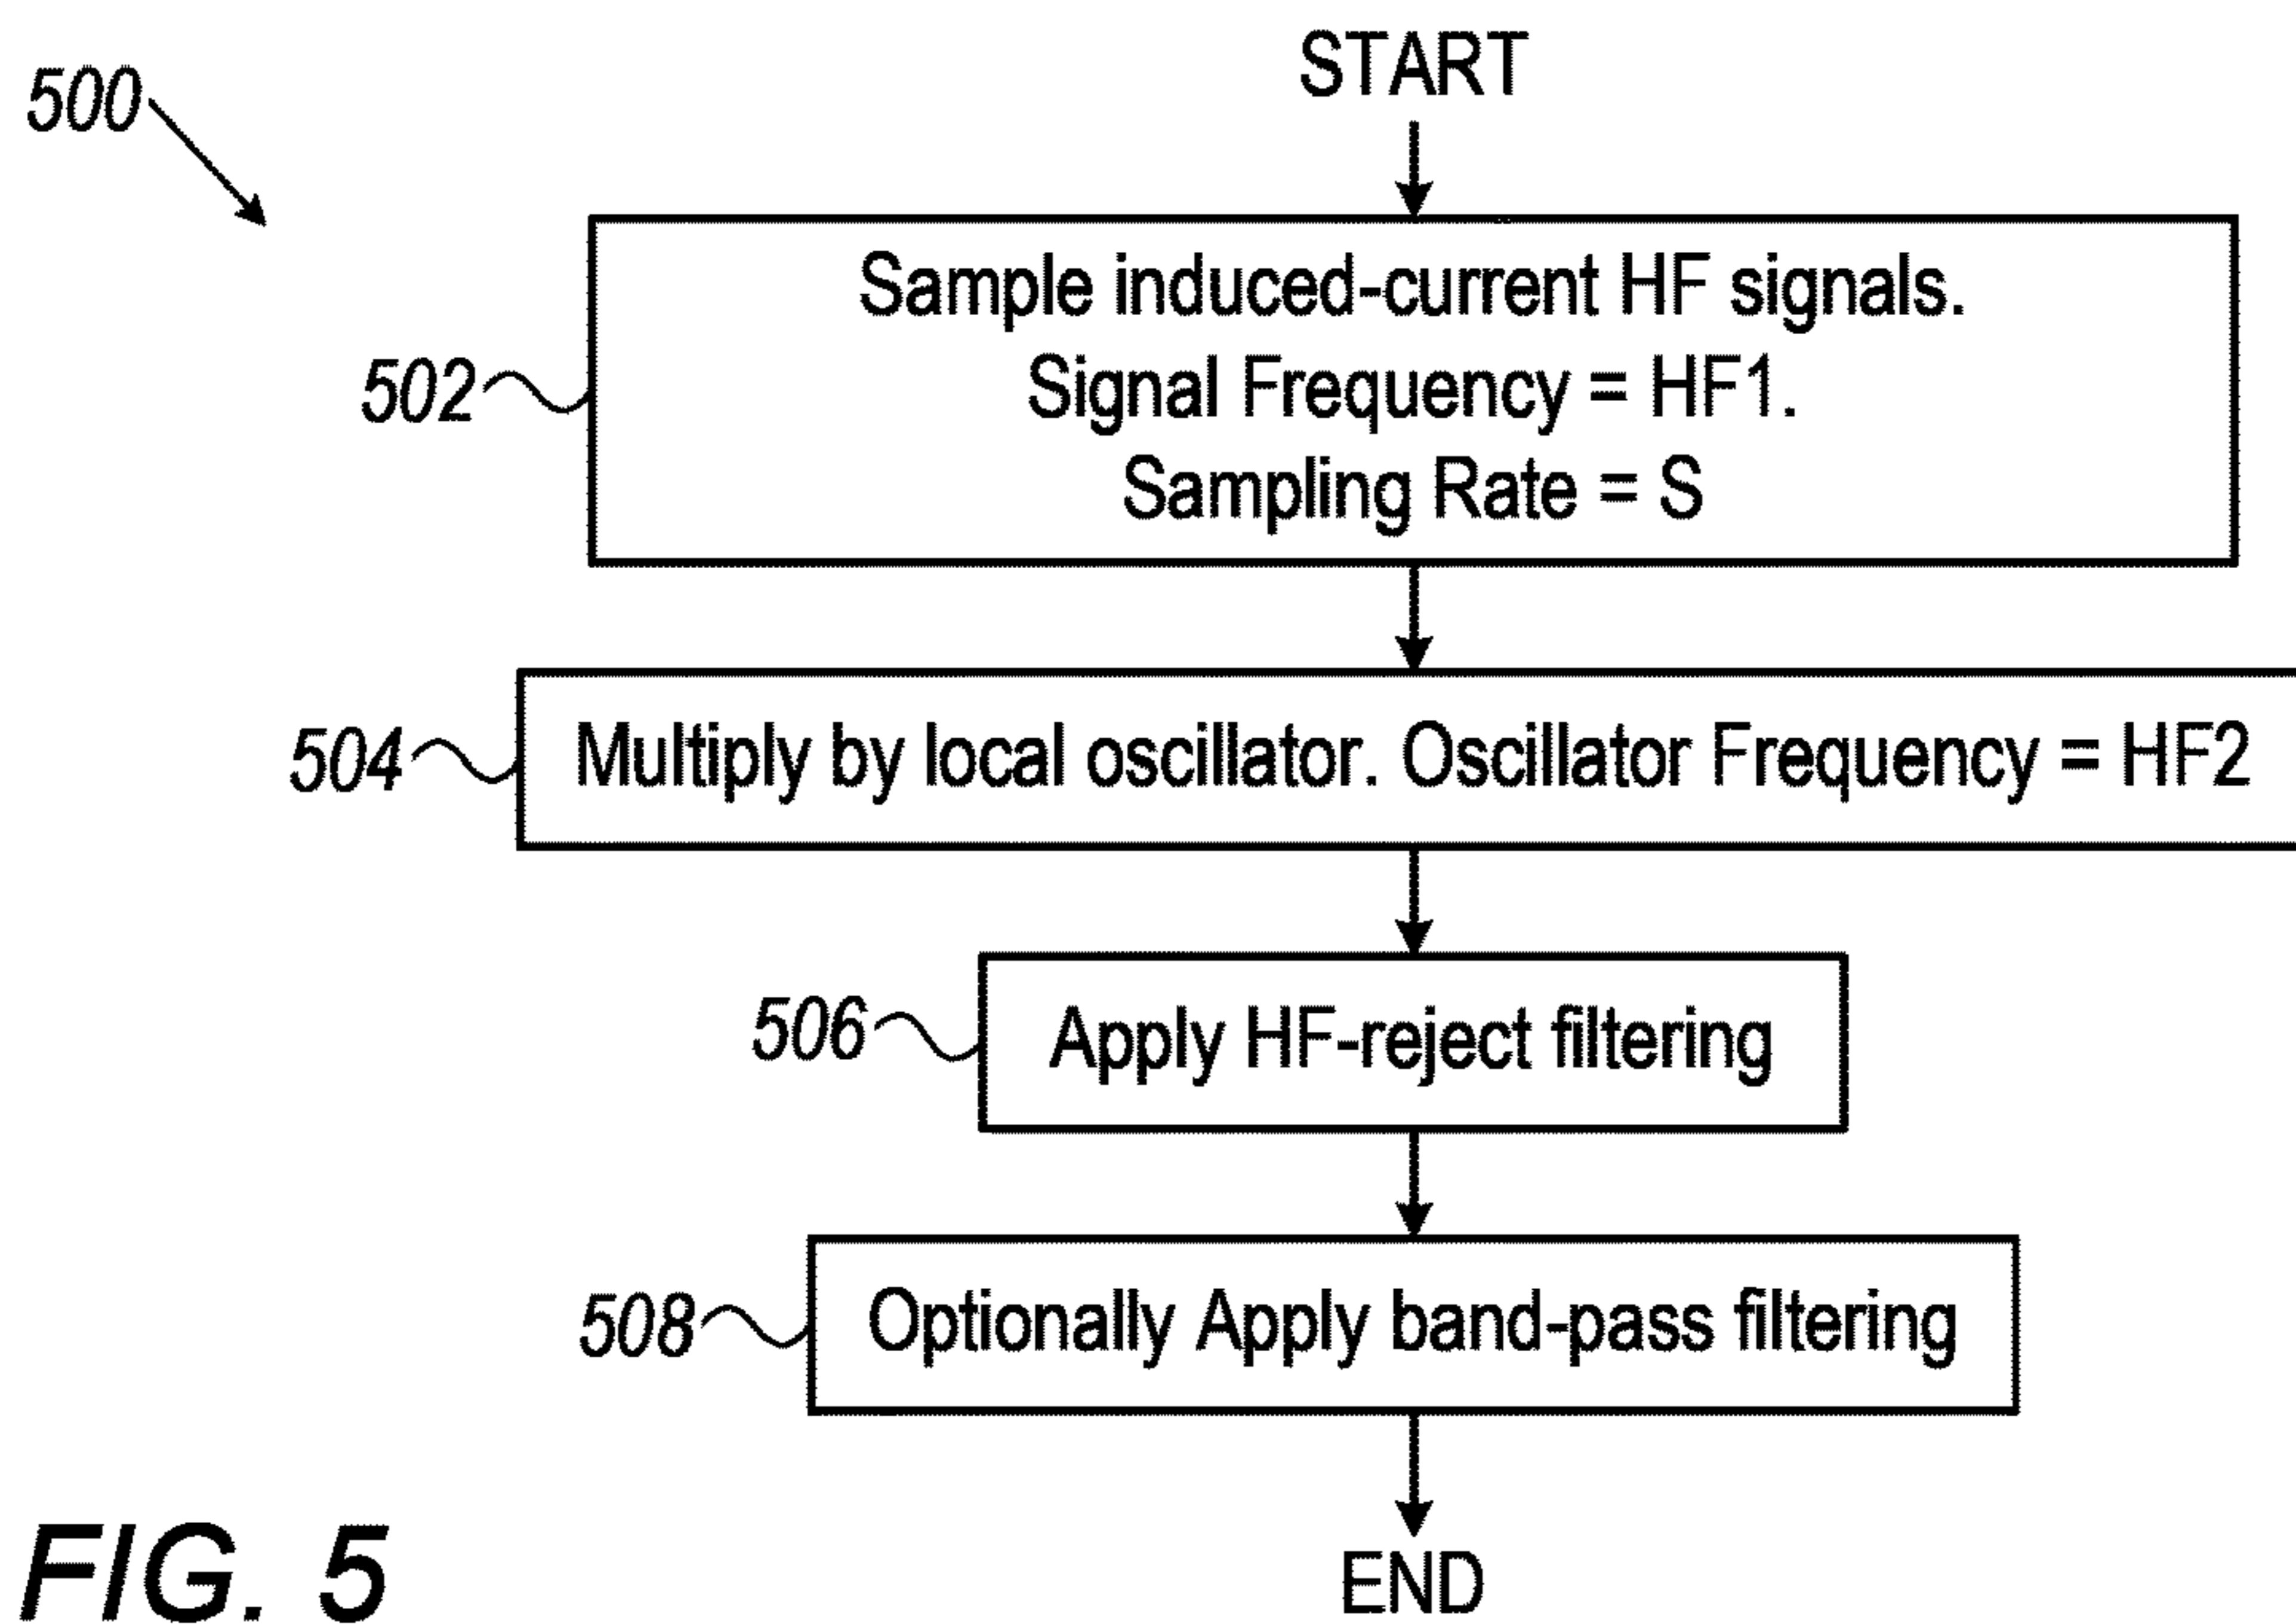 START
500
Sample induced-current HF signals.
Signal Frequency = HF1.
502
Sampling Rate = S
504
Multiply by local oscillator. Oscillator Frequency = HF2
506
Apply HF-reject filtering
508
Optionally Apply band-pass filtering
END
FIG. 5